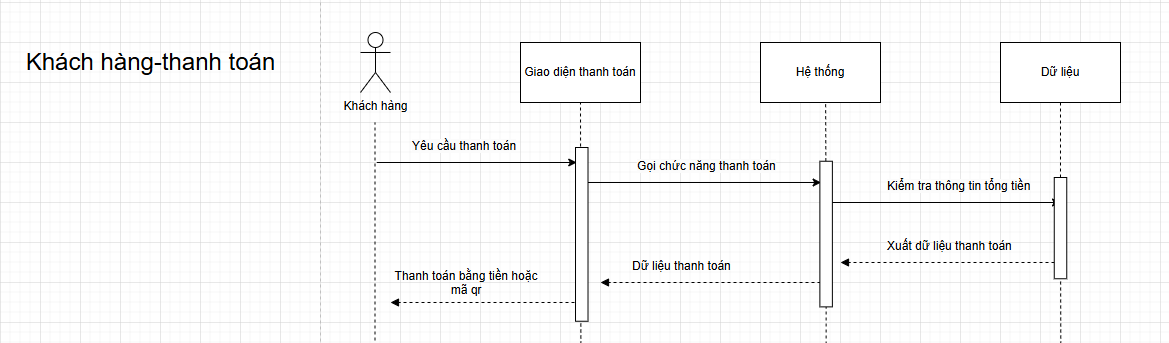 Khách hàng-thanh toán
Khách hàng
Giao diện thanh toán
Hệ thống
Dữ liệu
Yêu cầu thanh toán
Gọi chức năng thanh toán
Kiểm tra thông tin tổng tiền
Xuất dữ liệu thanh toán
Dữ liệu thanh toán
Thanh toán bằng tiền hoặc
mã qr